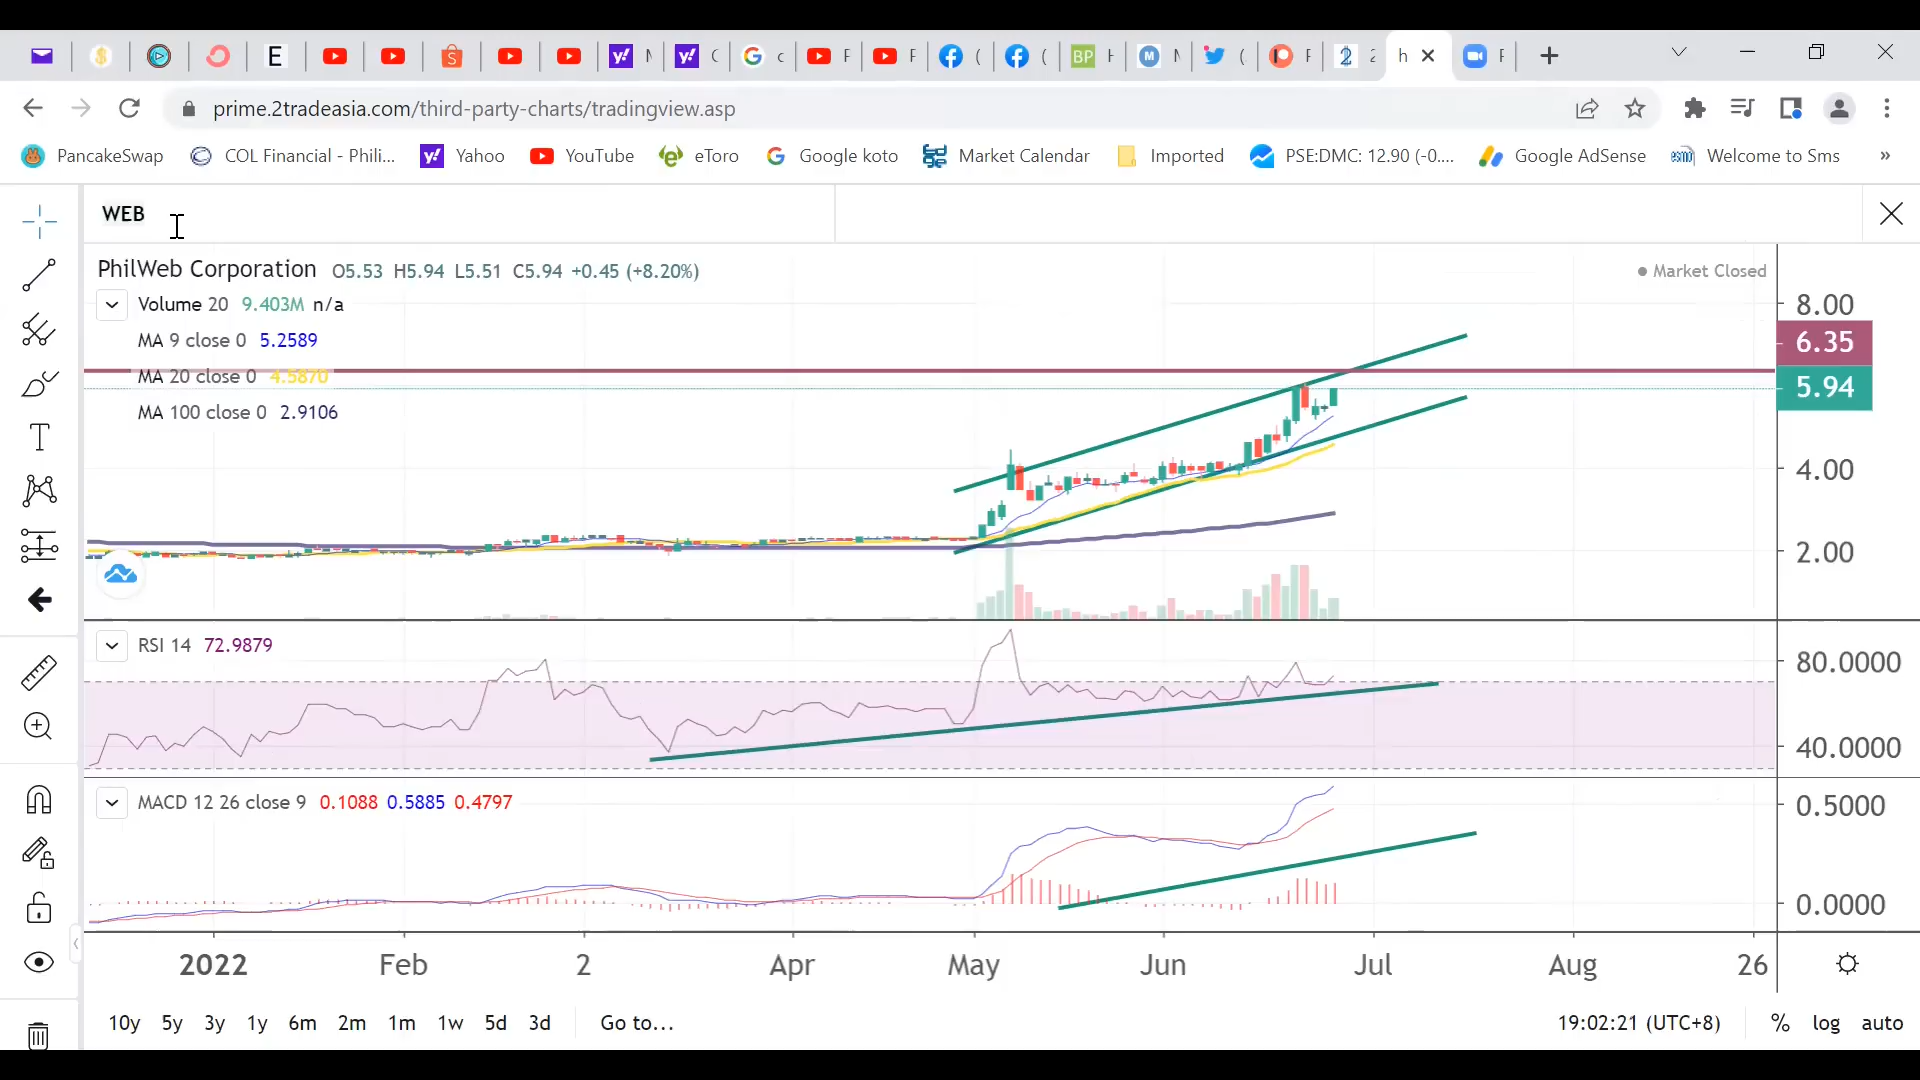 E
M
C
c
F
F
(
(
BP
H
M
N
(
F
2
2
h
F
prime.2tradeasia.com/third-party-charts/tradingview.asp
PancakeSwap
COL Financial - Phili...
Yahoo
YouTube
eToro
Google koto
Market Calendar
Imported
PSE:DMC: 12.90 (-0....
Google AdSense
Welcome to Sms
»
WEB
PhilWeb Corporation O5.53 H5.94 L5.51 C5.94 +0.45 (+8.20%)
Market Closed
Volume 20 9.403M n/a
MA 9 close 0 5.2589
MA 20 close 0 4.5870
MA 100 close 0 2.9106
8.00
6.35
5.94
4.00
2.00
RSI 14 72.9879
80.0000
40.0000
MACD 12 26 close 9 0.1088 0.5885 0.4797
0.5000
0.0000
2022 Feb 2 Apr May Jun Jul Aug 26
10y 5y 3y 1y 6m 2m 1m 1w 5d 3d Go to...
19:02:21 (UTC+8) % log auto